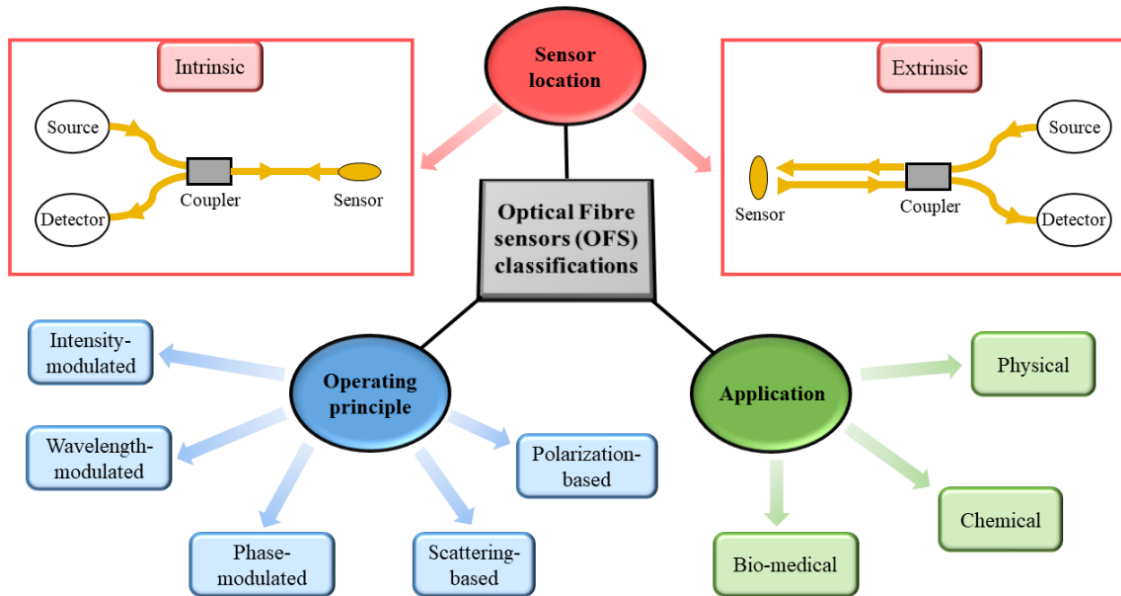 Sensor
location
Intrinsic
Source
Detector
Coupler
Sensor
Extrinsic
Source
Sensor
Coupler
Detector
Optical Fibre
sensors (OFS)
classifications
Operating
principle
Intensity-
modulated
Wavelength-
modulated
Phase-
modulated
Scattering-
based
Polarization-
based
Application
Physical
Chemical
Bio-medical